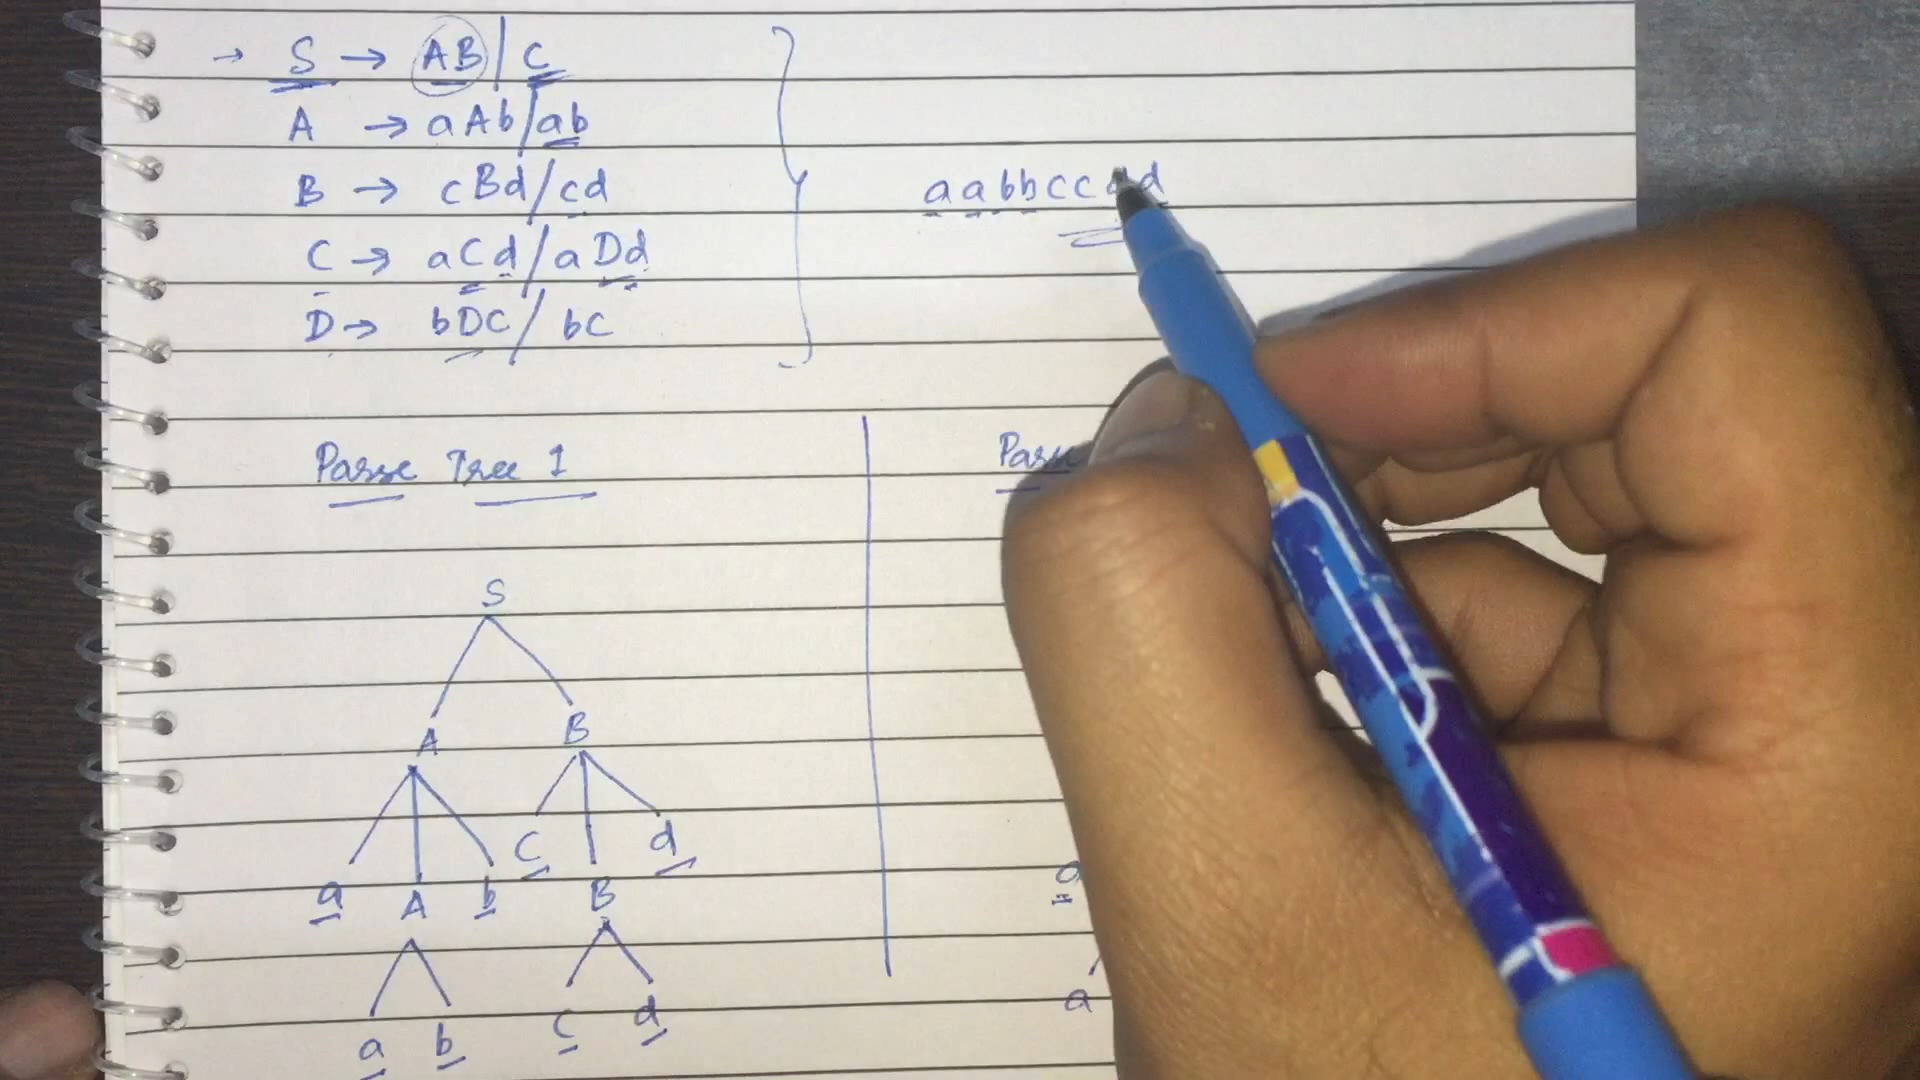 → S → AB / C
A → aAb / ab
B → cBd / cd
C → aCd / aDd
D → bDC / bC
aabbccdd
Parse Tree 1
S
A B
c d
a A b B
a b c d
a
a